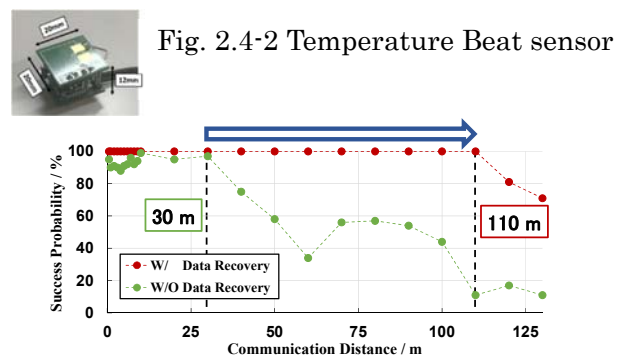 20mm
12mm
Fig. 2.4-2 Temperature Beat sensor
Success Probability / %
100
80
60
40
20
0
30 m
110 m
W/ Data Recovery
W/O Data Recovery
0 25 50 75 100 125
Communication Distance / m